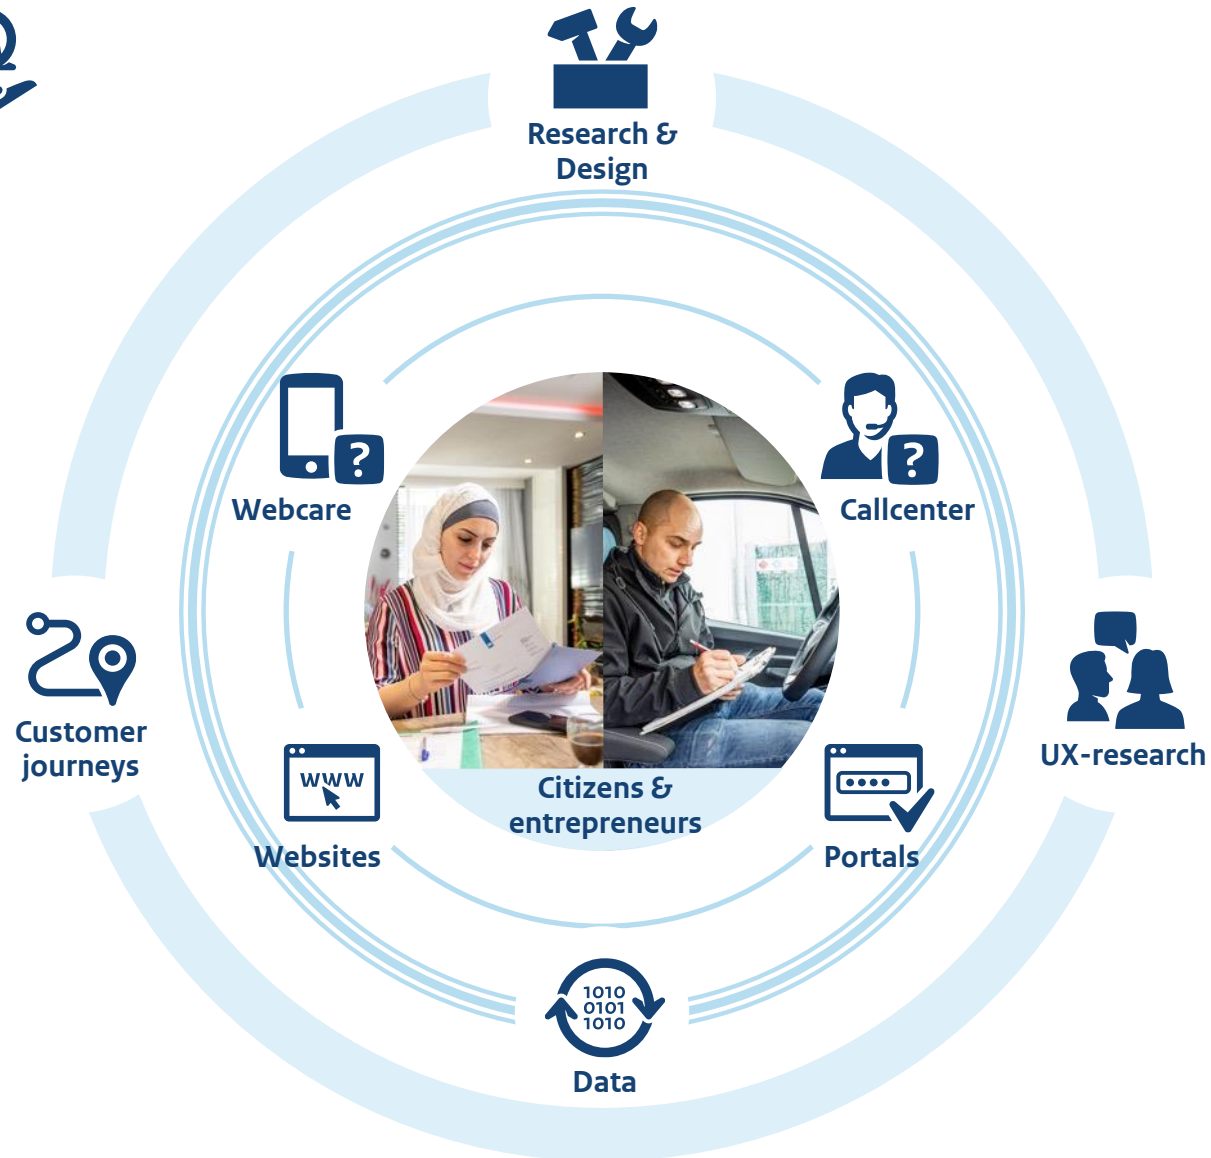 Research &
Design
?
?
Webcare
Callcenter
Customer
journeys
UX-research
www
Citizens &
entrepreneurs
Websites
Portals
1010
0101
1010
Data